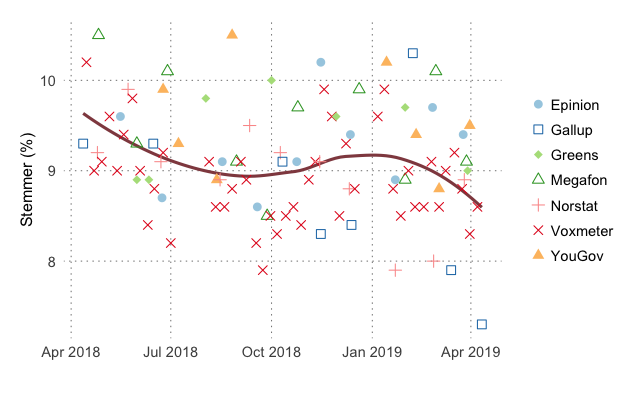 Stemmer (%)
10
9
8
Apr 2018
Jul 2018
Oct 2018
Jan 2019
Apr 2019
Epinion
Gallup
Greens
Megafon
Norstat
Voxmeter
YouGov